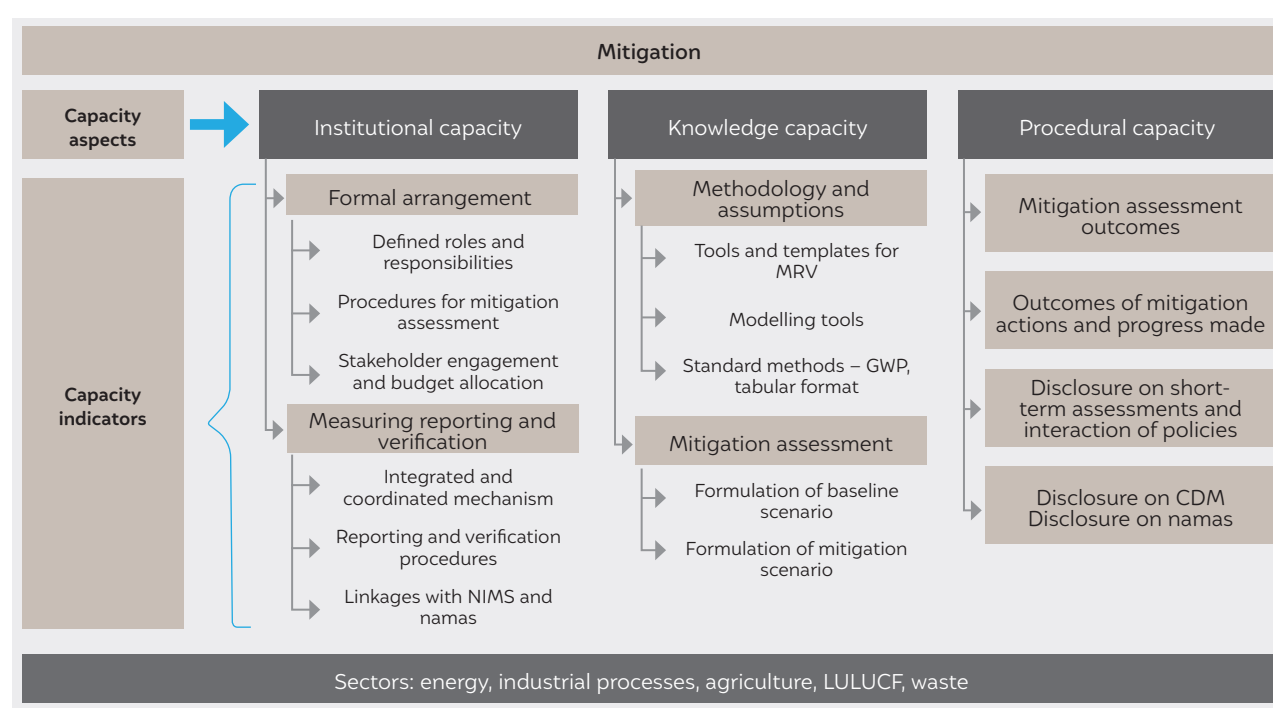 Mitigation
Capacity
aspects
Institutional capacity
Knowledge capacity
Procedural capacity
Capacity
indicators
Formal arrangement
Defined roles and
responsibilities
Procedures for mitigation
assessment
Stakeholder engagement
and budget allocation
Measuring reporting and
verification
Integrated and
coordinated mechanism
Reporting and verification
procedures
Linkages with NIMS and
namas
Methodology and
assumptions
Tools and templates for
MRV
Modelling tools
Standard methods – GWP,
tabular format
Mitigation assessment
Formulation of baseline
scenario
Formulation of mitigation
scenario
Mitigation assessment
outcomes
Outcomes of mitigation
actions and progress made
Disclosure on short-
term assessments and
interaction of policies
Disclosure on CDM
Disclosure on namas
Sectors: energy, industrial processes, agriculture, LULUCF, waste